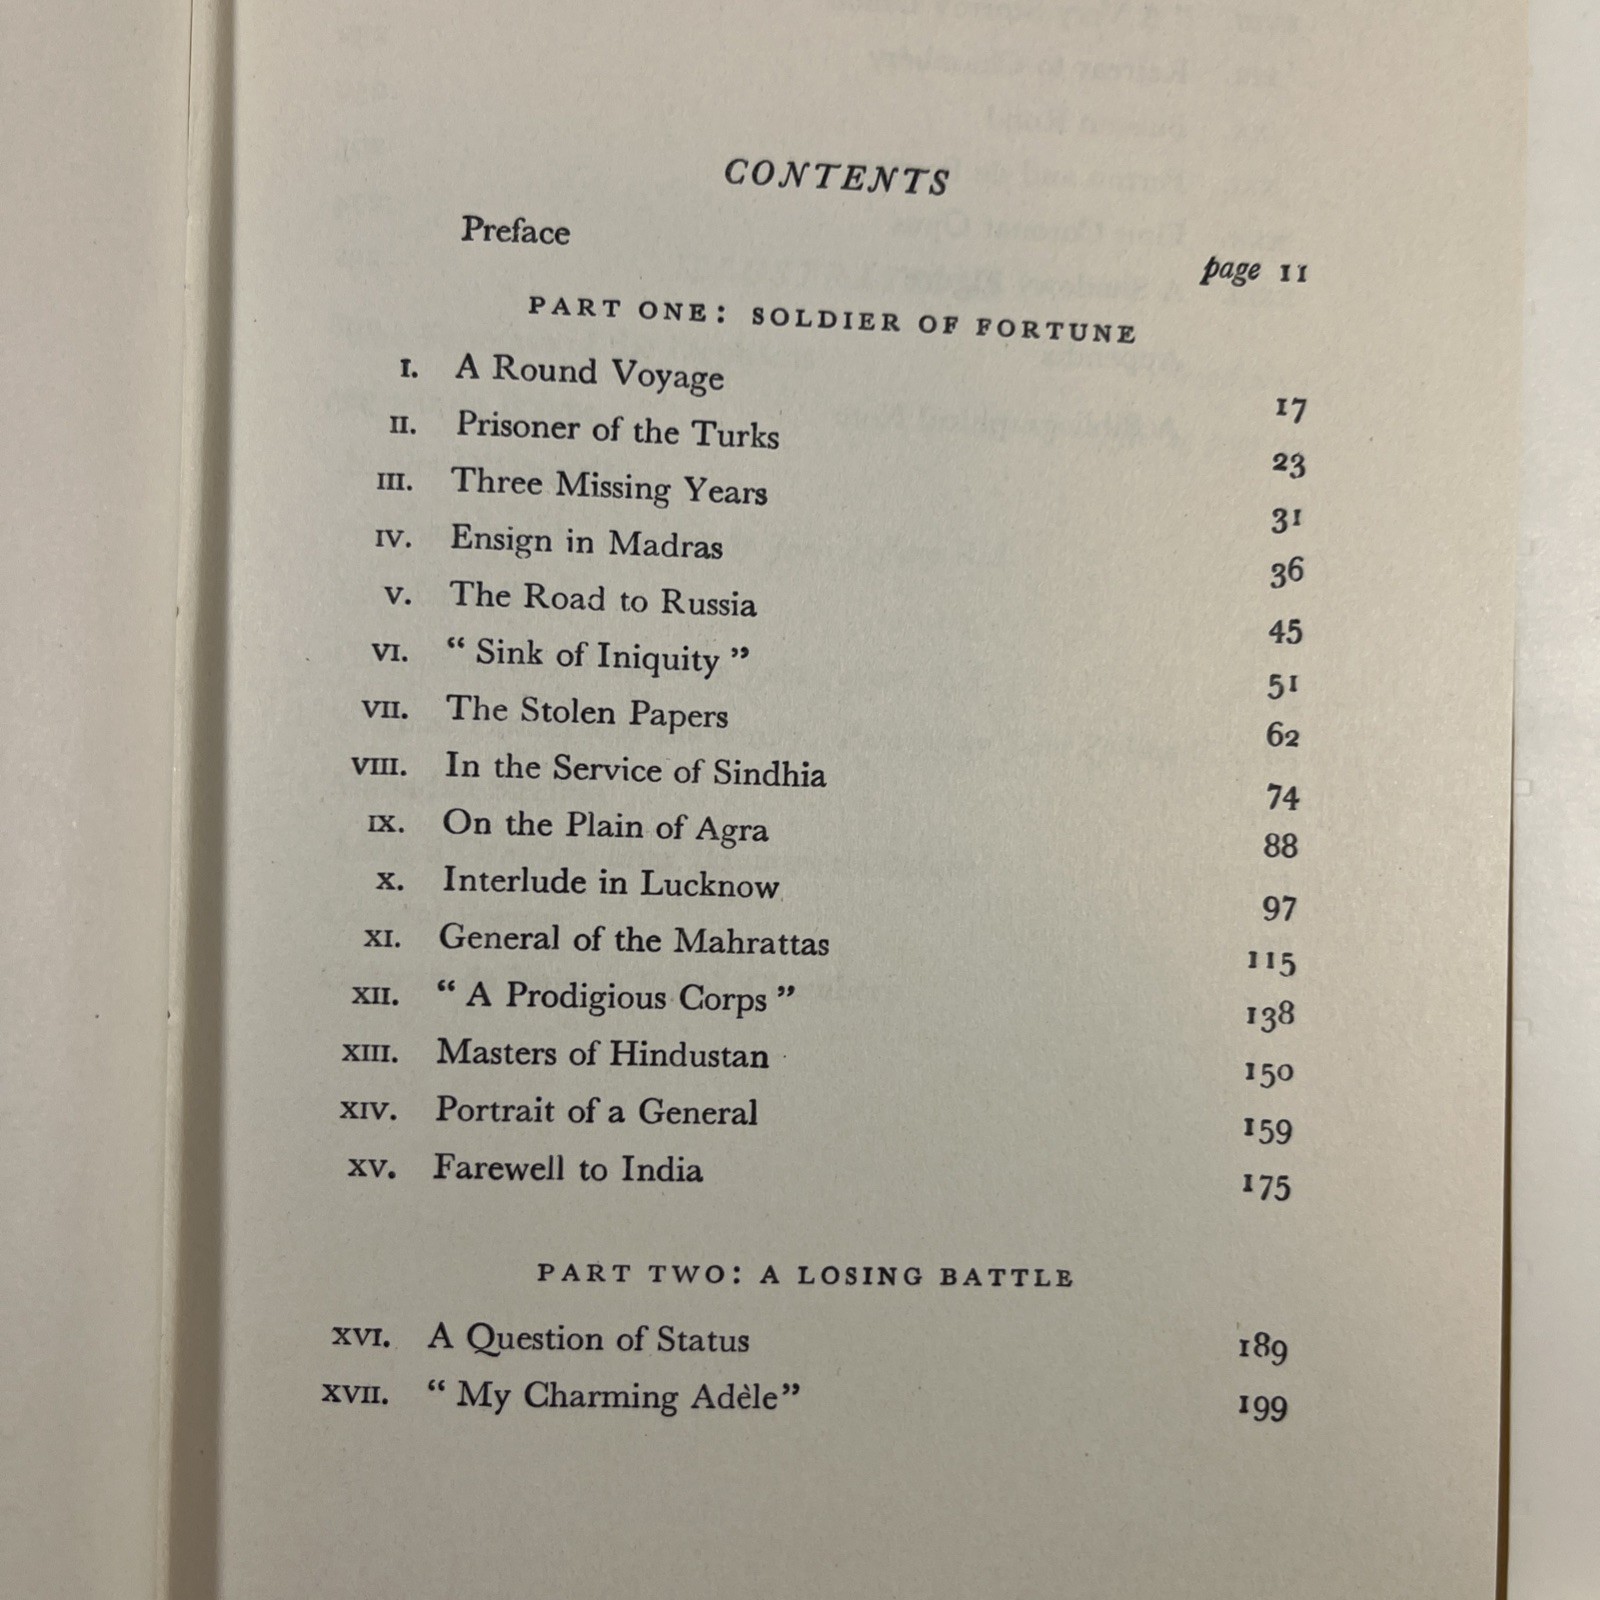 CONTENTS
Preface page 11
PART ONE: SOLDIER OF FORTUNE
I. A Round Voyage 17
II. Prisoner of the Turks 23
III. Three Missing Years 31
IV. Ensign in Madras 36
V. The Road to Russia 45
VI. “ Sink of Iniquity ” 51
VII. The Stolen Papers 62
VIII. In the Service of Sindhia 74
IX. On the Plain of Agra 88
X. Interlude in Lucknow 97
XI. General of the Mahrattas 115
XII. “ A Prodigious Corps ” 138
XIII. Masters of Hindustan 150
XIV. Portrait of a General 159
XV. Farewell to India 175
PART TWO: A LOSING BATTLE
XVI. A Question of Status 189
XVII. “ My Charming Adèle” 199